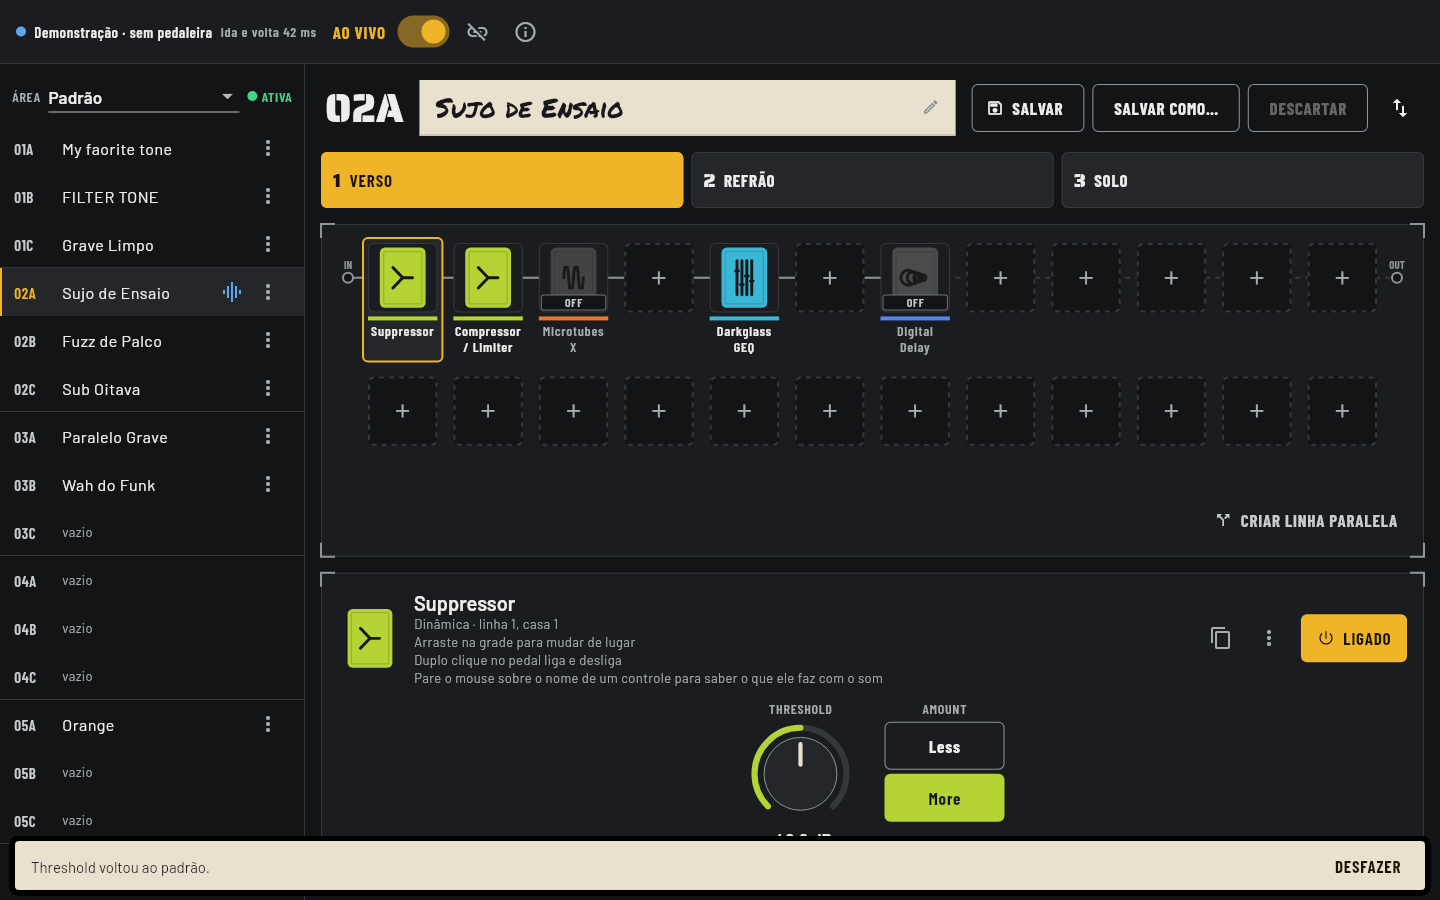 Demonstração · sem pedaleira
Ida e volta 42 ms
AO VIVO
ÁREA
Padrão
ATIVA
01A My faorite tone
01B FILTER TONE
01C Grave Limpo
02A Sujo de Ensaio
02B Fuzz de Palco
02C Sub Oitava
03A Paralelo Grave
03B Wah do Funk
03C vazio
04A vazio
04B vazio
04C vazio
05A Orange
05B vazio
05C vazio
02A
Sujo de Ensaio
SALVAR
SALVAR COMO...
DESCARTAR
1 VERSO
2 REFRÃO
3 SOLO
IN
OUT
OFF
OFF
Suppressor
Compressor
/ Limiter
Microtubes
X
Darkglass
GEQ
Digital
Delay
CRIAR LINHA PARALELA
Suppressor
Dinâmica · linha 1, casa 1
Arraste na grade para mudar de lugar
Duplo clique no pedal liga e desliga
Pare o mouse sobre o nome de um controle para saber o que ele faz com o som
LIGADO
THRESHOLD
AMOUNT
Less
More
Threshold voltou ao padrão.
DESFAZER